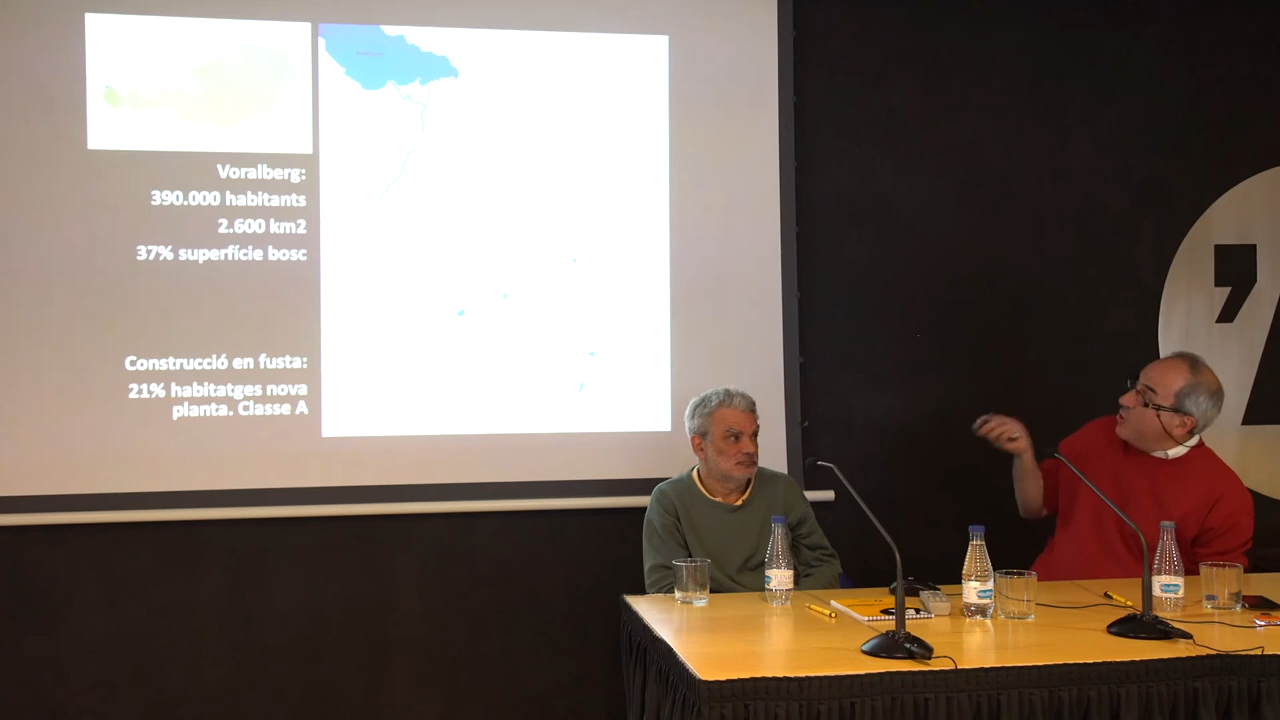 Voralberg:
390.000 habitants
2.600 km2
37% superfície bosc
Construcció en fusta:
21% habitatges nova
planta. Classe A